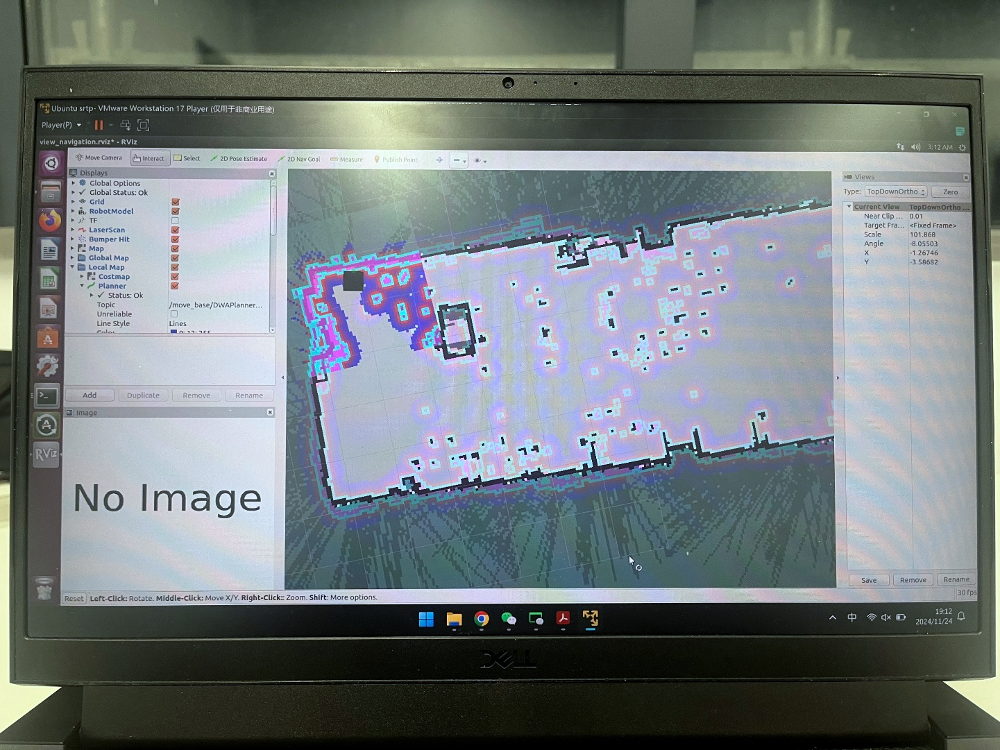 Ubuntu srtp- VMware Workstation 17 Player (仅用于非商业用途)
Player(P)
view_navigation.rviz* - RViz
3:12 AM
Move Camera Interact Select 2D Pose Estimate 2D Nav Goal Measure Publish Point
Displays
Global Options
Global Status: Ok
Grid
RobotModel
TF
LaserScan
Bumper Hit
Map
Global Map
Local Map
Costmap
Planner
Status: Ok
Topic /move_base/DWAPlanner...
Unreliable
Line Style Lines
Add Duplicate Remove Rename
Image
No Image
Views
Type: TopDownOrtho Zero
Current View TopDownOrtho ...
Near Clip ... 0.01
Target Fra... <Fixed Frame>
Scale 101.868
Angle -8.05503
X -1.26746
Y -3.58682
Save Remove Rename
RViz
Reset Left-Click: Rotate. Middle-Click: Move X/Y. Right-Click:: Zoom. Shift: More options.
30 fps
中
19:12
2024/11/24
DELL